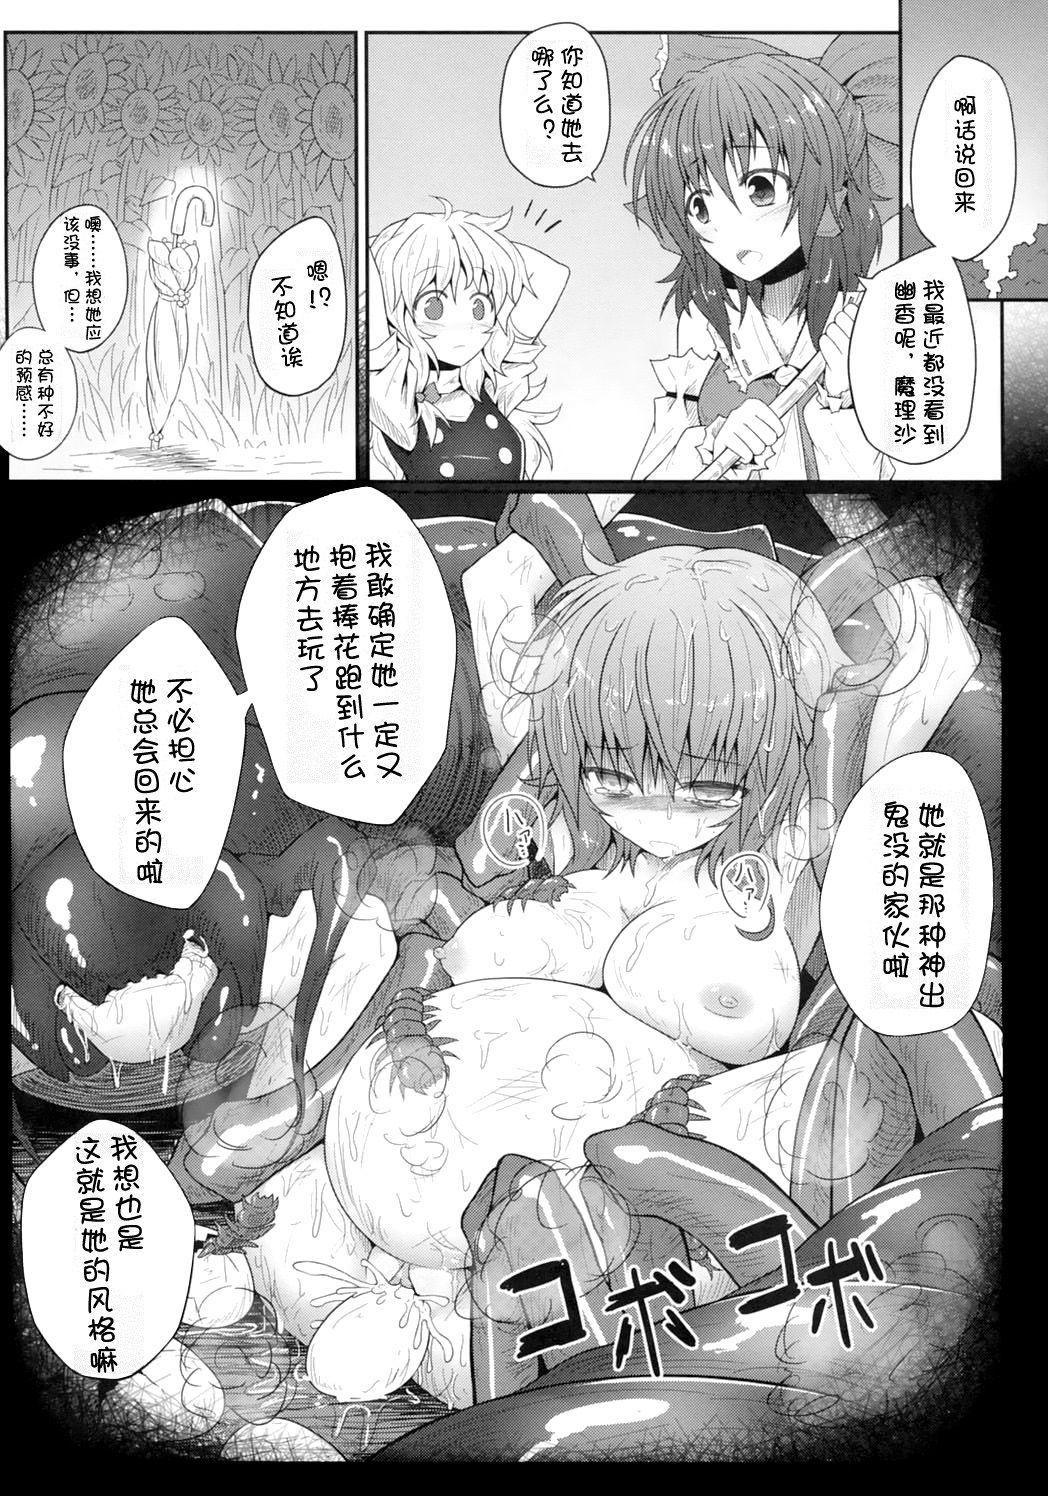 啊话说回来
我最近都没看到
幽香呢，魔理沙
你知道她去
哪了么？
嗯！？
不知道诶
噢……我想她应
该没事，但…
总有种不好
的预感……
她就是那种神出
鬼没的家伙啦
我敢确定她一定又
抱着捧花跑到什么
地方去玩了
不必担心
她总会回来的啦
ハァ…
ハァ
我想也是
这就是她的风格嘛
コポ
コポ